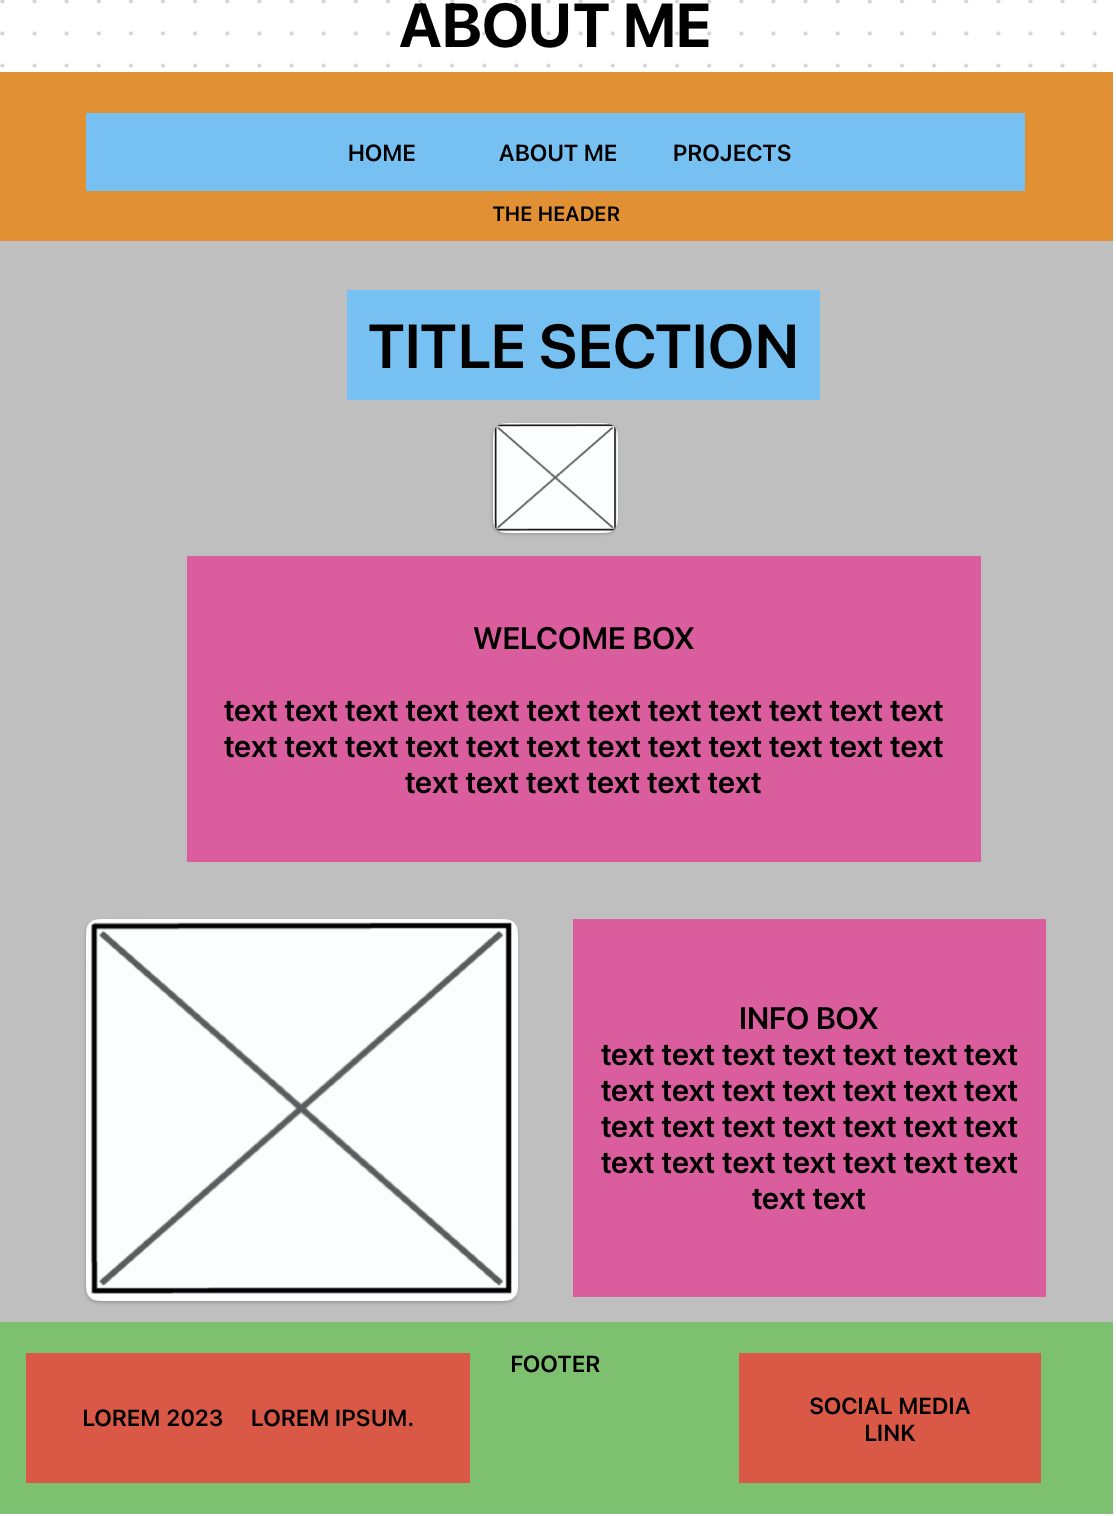 ABOUT ME
HOME ABOUT ME PROJECTS
THE HEADER
TITLE SECTION
WELCOME BOX
text text text text text text text text text text text text
text text text text text text text text text text text text
text text text text text text
INFO BOX
text text text text text text text
text text text text text text text
text text text text text text text
text text text text text text text
text text
FOOTER
LOREM 2023 LOREM IPSUM.
SOCIAL MEDIA
LINK